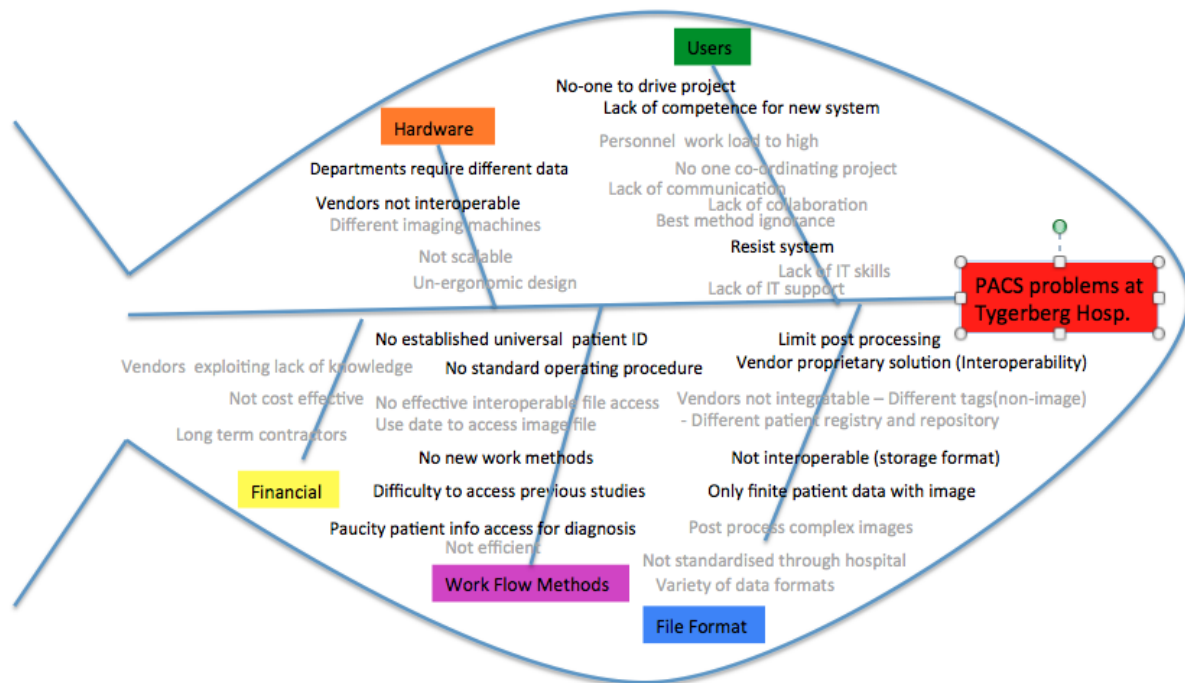 Users
No-one to drive project
Lack of competence for new system
Personnel work load to high
No one co-ordinating project
Lack of communication
Lack of collaboration
Best method ignorance
Resist system
Lack of IT skills
Lack of IT support
Hardware
Departments require different data
Vendors not interoperable
Different imaging machines
Not scalable
Un-ergonomic design
PACS problems at
Tygerberg Hosp.
Vendors exploiting lack of knowledge
Not cost effective
Long term contractors
Financial
No established universal patient ID
No standard operating procedure
No effective interoperable file access
Use date to access image file
No new work methods
Difficulty to access previous studies
Paucity patient info access for diagnosis
Not efficient
Work Flow Methods
Limit post processing
Vendor proprietary solution (Interoperability)
Vendors not integratable – Different tags(non-image)
- Different patient registry and repository
Not interoperable (storage format)
Only finite patient data with image
Post process complex images
Not standardised through hospital
Variety of data formats
File Format